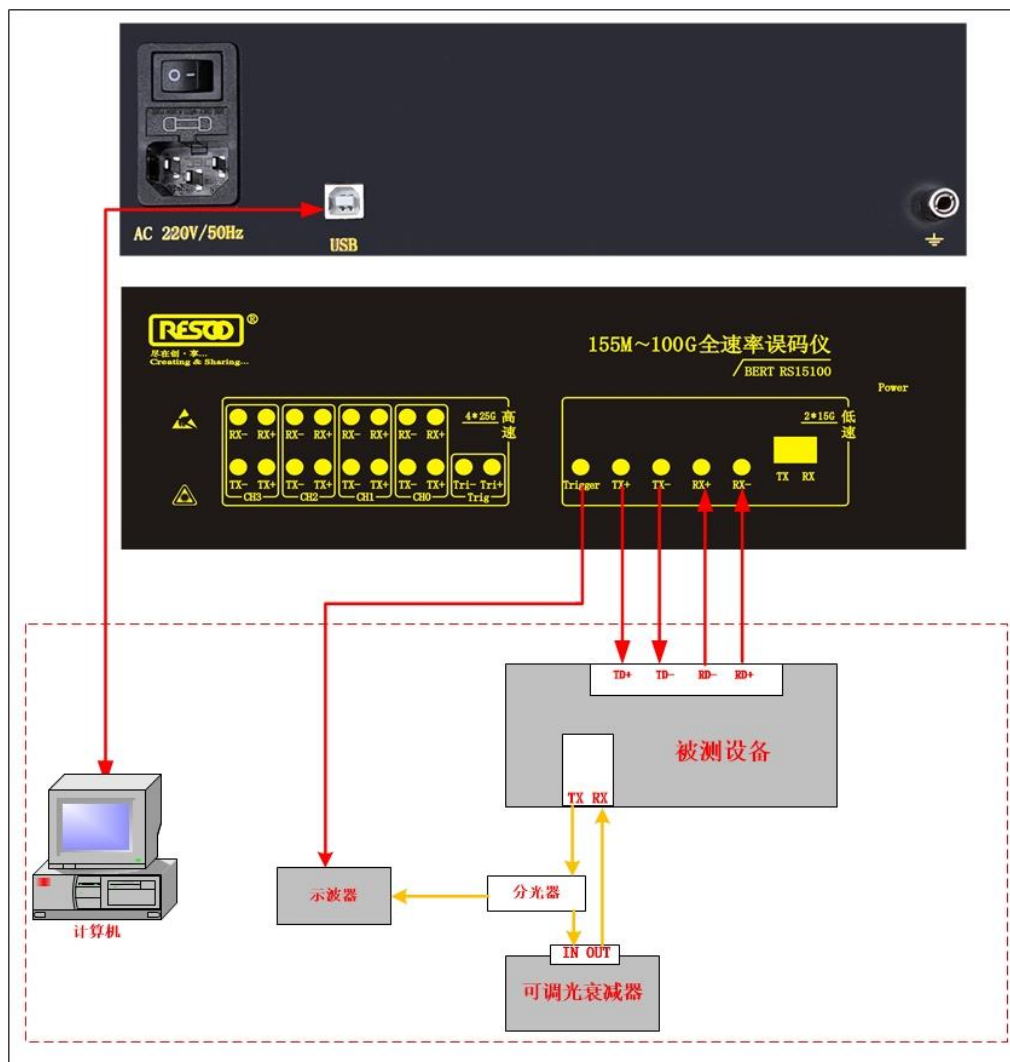 AC 220V/50Hz
USB
RESOO®
尽在创·享...
Creating & Sharing...
155M～100G全速率误码仪
BERT RS15100
Power
RX- RX+ RX- RX+ RX- RX+ RX- RX+
4*25G 高速
TX- TX+ TX- TX+ TX- TX+ TX- TX+ Tri- Tri+
CH3 CH2 CH1 CH0 Trig
2*15G 低速
Trigger TX+ TX- RX+ RX-
TX RX
TD+ TD- RD- RD+
被测设备
TX RX
示波器
分光器
计算机
IN OUT
可调光衰减器